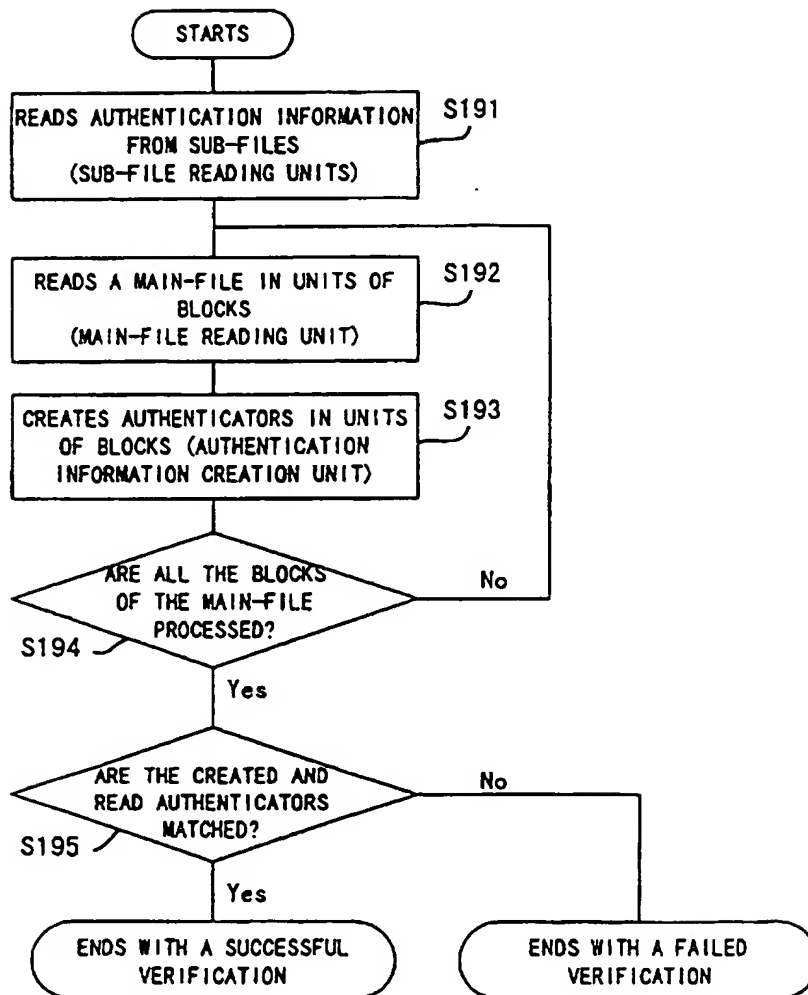 STARTS
READS AUTHENTICATION INFORMATION
FROM SUB-FILES
(SUB-FILE READING UNITS)
S191
READS A MAIN-FILE IN UNITS OF
BLOCKS
(MAIN-FILE READING UNIT)
S192
CREATES AUTHENTICATORS IN UNITS
OF BLOCKS (AUTHENTICATION
INFORMATION CREATION UNIT)
S193
ARE ALL THE BLOCKS
OF THE MAIN-FILE
PROCESSED?
No
S194
Yes
ARE THE CREATED AND
READ AUTHENTICATORS
MATCHED?
No
S195
Yes
ENDS WITH A SUCCESSFUL
VERIFICATION
ENDS WITH A FAILED
VERIFICATION